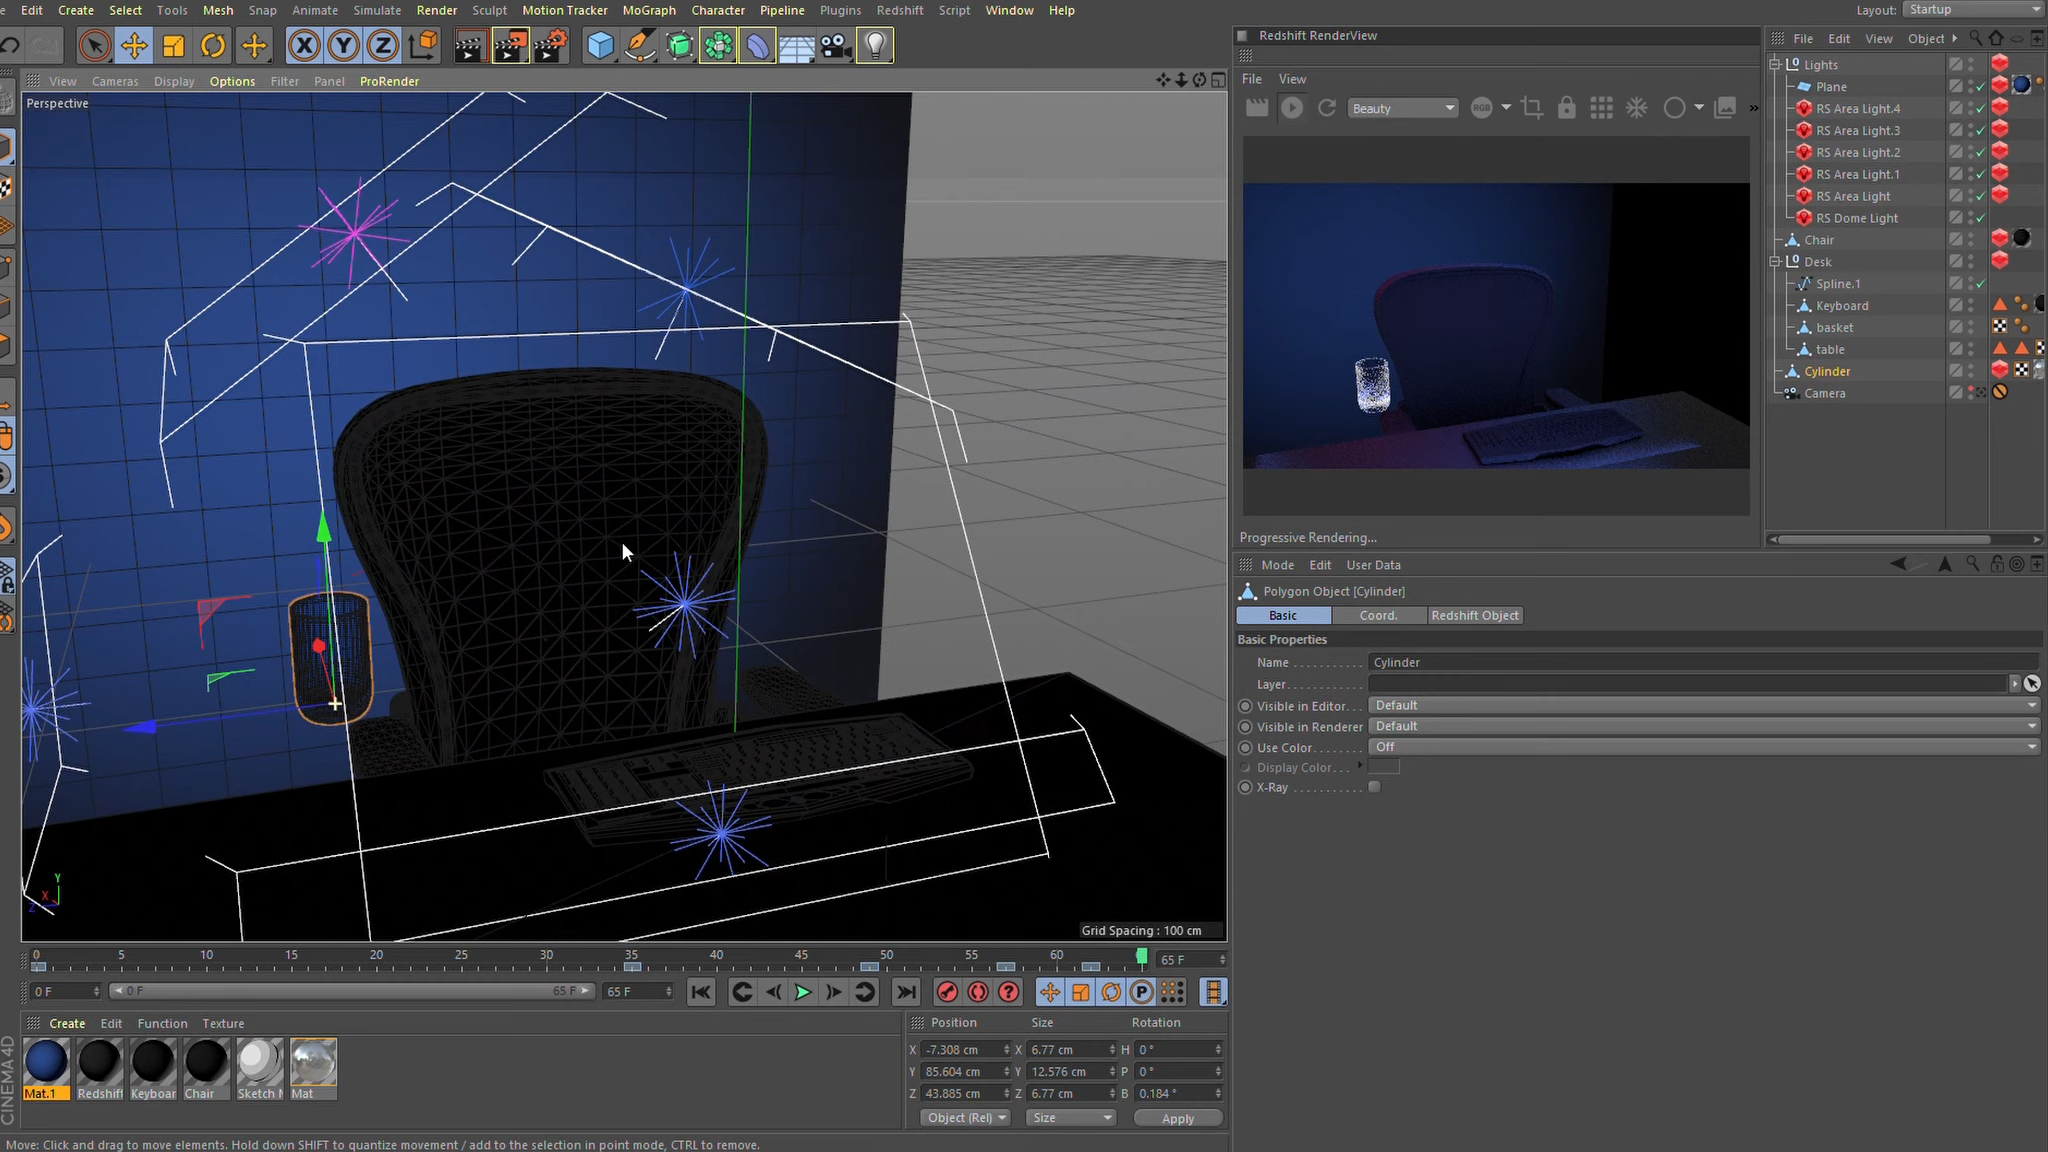 Edit Create Select Tools Mesh Snap Animate Simulate Render Sculpt Motion Tracker MoGraph Character Pipeline Plugins Redshift Script Window Help
Layout: Startup
X Y Z
View Cameras Display Options Filter Panel ProRender
Perspective
Grid Spacing : 100 cm
Y
X
Z
Redshift RenderView
File View
Beauty
RGB
Progressive Rendering...
File Edit View Object
Lights
Plane
RS Area Light.4
RS Area Light.3
RS Area Light.2
RS Area Light.1
RS Area Light
RS Dome Light
Chair
Desk
Spline.1
Keyboard
basket
table
Cylinder
Camera
Mode Edit User Data
Polygon Object [Cylinder]
Basic Coord. Redshift Object
Basic Properties
Name Cylinder
Layer
Visible in Editor Default
Visible in Renderer Default
Use Color Off
Display Color
X-Ray
0 5 10 15 20 25 30 35 40 45 50 55 60 65 F
0 F 0 F 65 F 65 F
P
Create Edit Function Texture
Mat.1 Redshift Keyboar Chair Sketch M Mat
Position Size Rotation
X -7.308 cm X 6.77 cm H 0 °
Y 85.604 cm Y 12.576 cm P 0 °
Z 43.885 cm Z 6.77 cm B 0.184 °
Object (Rel) Size Apply
CINEMA4D
Move: Click and drag to move elements. Hold down SHIFT to quantize movement / add to the selection in point mode, CTRL to remove.